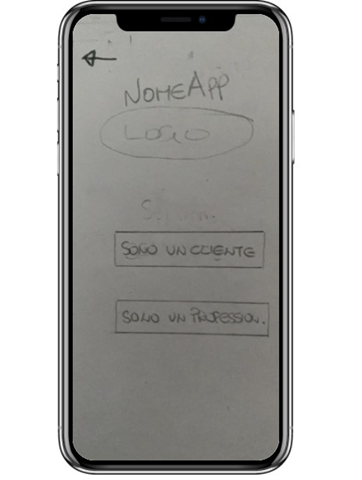 NOMEAPP
LOGO
SONO UN CLIENTE
SONO UN PROFESSION.